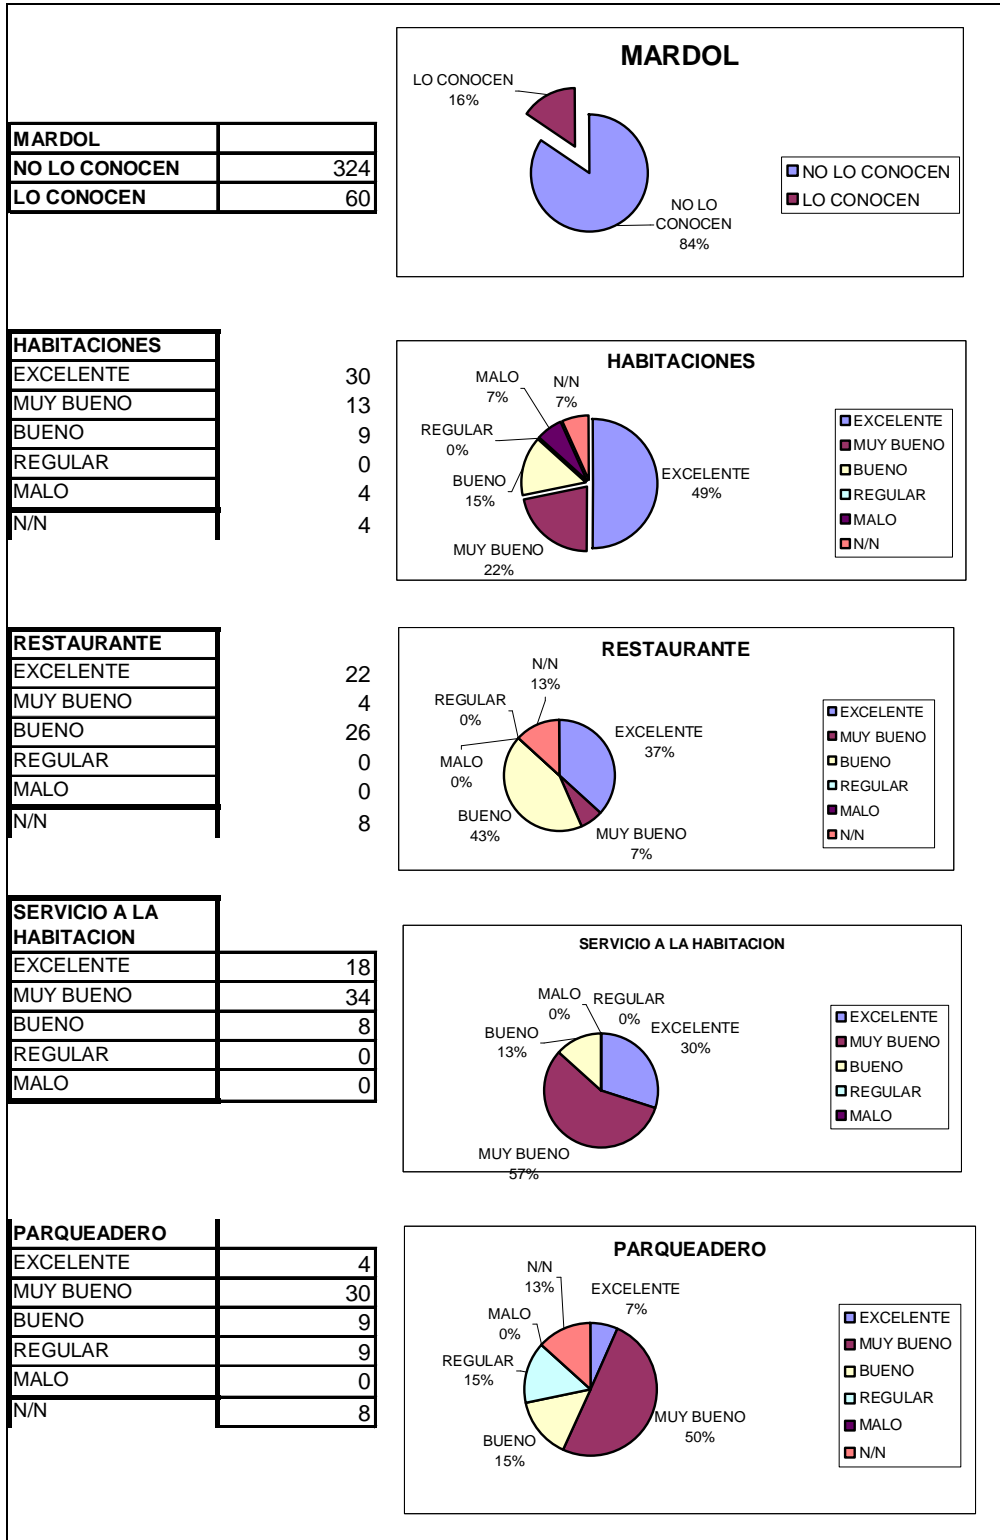 MARDOL
NO LO CONOCEN 324
LO CONOCEN 60
MARDOL
LO CONOCEN
16%
NO LO
CONOCEN
84%
NO LO CONOCEN
LO CONOCEN
HABITACIONES
EXCELENTE 30
MUY BUENO 13
BUENO 9
REGULAR 0
MALO 4
N/N 4
HABITACIONES
MALO
7%
N/N
7%
REGULAR
0%
BUENO
15%
EXCELENTE
49%
MUY BUENO
22%
EXCELENTE
MUY BUENO
BUENO
REGULAR
MALO
N/N
RESTAURANTE
EXCELENTE 22
MUY BUENO 4
BUENO 26
REGULAR 0
MALO 0
N/N 8
RESTAURANTE
N/N
13%
REGULAR
0%
EXCELENTE
37%
MALO
0%
BUENO
43%
MUY BUENO
7%
EXCELENTE
MUY BUENO
BUENO
REGULAR
MALO
N/N
SERVICIO A LA
HABITACION
EXCELENTE 18
MUY BUENO 34
BUENO 8
REGULAR 0
MALO 0
SERVICIO A LA HABITACION
MALO
0%
REGULAR
0%
BUENO
13%
EXCELENTE
30%
MUY BUENO
57%
EXCELENTE
MUY BUENO
BUENO
REGULAR
MALO
PARQUEADERO
EXCELENTE 4
MUY BUENO 30
BUENO 9
REGULAR 9
MALO 0
N/N 8
PARQUEADERO
N/N
13%
EXCELENTE
7%
MALO
0%
REGULAR
15%
BUENO
15%
MUY BUENO
50%
EXCELENTE
MUY BUENO
BUENO
REGULAR
MALO
N/N